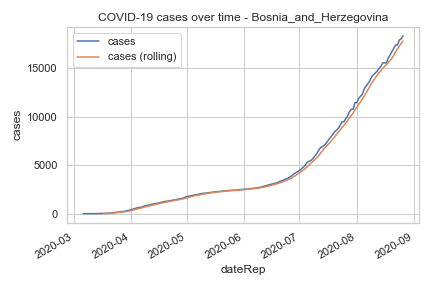 COVID-19 cases over time - Bosnia_and_Herzegovina
cases
cases (rolling)
15000
10000
5000
0
cases
2020-03
2020-04
2020-05
2020-06
2020-07
2020-08
2020-09
dateRep